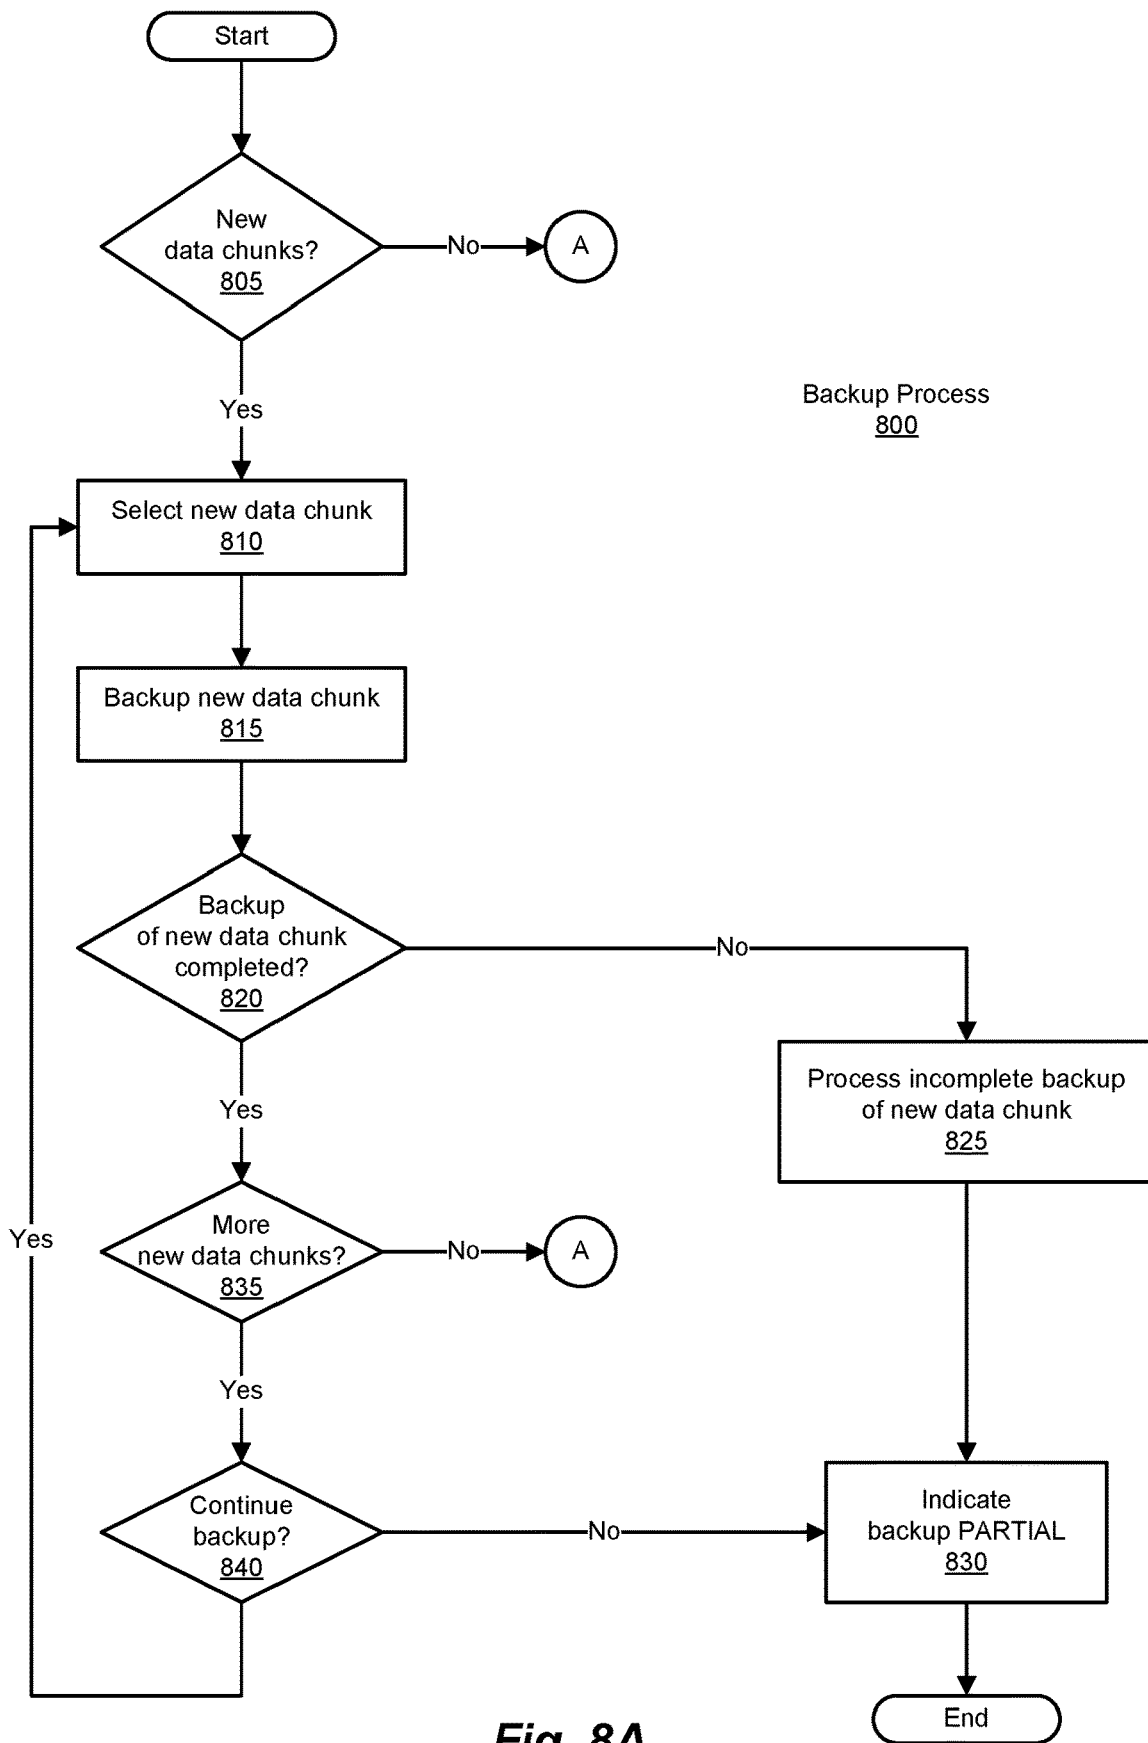 Start
New
data chunks?
805
No
A
Yes
Backup Process
800
Select new data chunk
810
Backup new data chunk
815
Backup
of new data chunk
completed?
820
No
Process incomplete backup
of new data chunk
825
Yes
More
new data chunks?
835
No
A
Yes
Yes
Continue
backup?
840
No
Indicate
backup PARTIAL
830
End
Fig. 8A